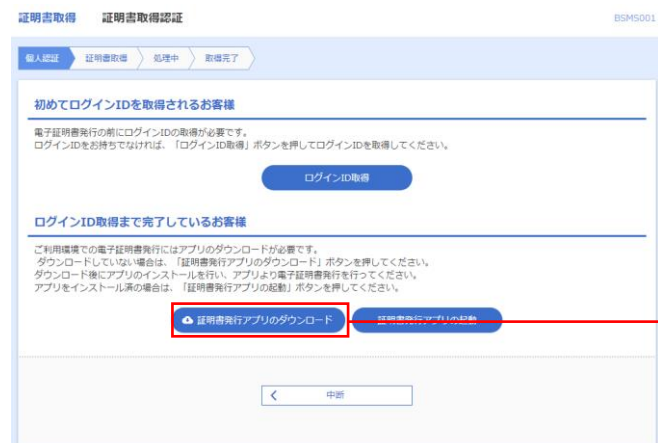 証明書取得 証明書取得認証
BSMS001
個人認証 証明書取得 処理中 取得完了
初めてログインIDを取得されるお客様
電子証明書発行の前にログインIDの取得が必要です。
ログインIDをお持ちでなければ、「ログインID取得」ボタンを押してログインIDを取得してください。
ログインID取得
ログインID取得まで完了しているお客様
ご利用環境での電子証明書発行にはアプリのダウンロードが必要です。
ダウンロードしていない場合は、「証明書発行アプリのダウンロード」ボタンを押してください。
ダウンロード後にアプリのインストールを行い、アプリより電子証明書発行を行ってください。
アプリをインストール済の場合は、「証明書発行アプリの起動」ボタンを押してください。
証明書発行アプリのダウンロード 証明書発行アプリの起動
中断